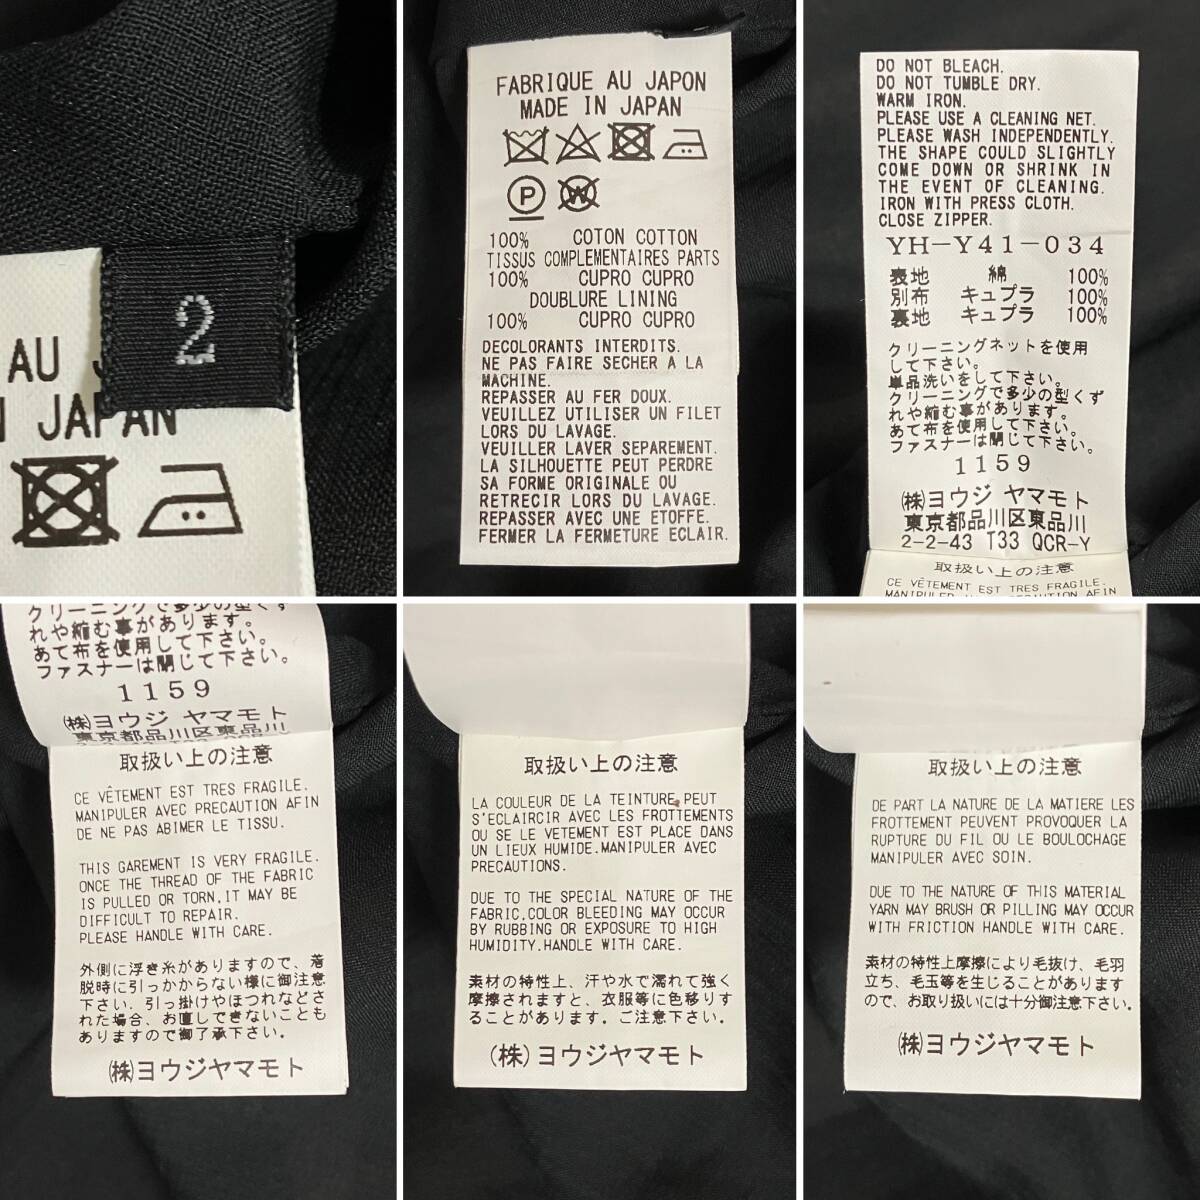 2
AU J
JAPAN
FABRIQUE AU JAPON
MADE IN JAPAN
P
W
100% COTON COTTON
TISSUS COMPLEMENTAIRES PARTS
100% CUPRO CUPRO
DOUBLURE LINING
100% CUPRO CUPRO
DECOLORANTS INTERDITS.
NE PAS FAIRE SECHER A LA
MACHINE.
REPASSER AU FER DOUX.
VEUILLEZ UTILISER UN FILET
LORS DU LAVAGE.
VEUILLER LAVER SEPAREMENT.
LA SILHOUETTE PEUT PERDRE
SA FORME ORIGINALE OU
RETRECIR LORS DU LAVAGE.
REPASSER AVEC UNE ETOFFE.
FERMER LA FERMETURE ECLAIR.
DO NOT BLEACH.
DO NOT TUMBLE DRY.
WARM IRON.
PLEASE USE A CLEANING NET.
PLEASE WASH INDEPENDENTLY.
THE SHAPE COULD SLIGHTLY
COME DOWN OR SHRINK IN
THE EVENT OF CLEANING.
IRON WITH PRESS CLOTH.
CLOSE ZIPPER.
YH-Y41-034
表地 綿 100%
別布 キュプラ 100%
裏地 キュプラ 100%
クリーニングネットを使用
して下さい。
単品洗いをして下さい。
クリーニングで多少の型くず
れや縮む事があります。
あて布を使用して下さい。
ファスナーは閉じて下さい。
1159
(株)ヨウジ ヤマモト
東京都品川区東品川
2-2-43 T33 QCR-Y
取扱い上の注意
CE VÊTEMENT EST TRES FRAGILE.
クリーニングで多少の型くず
れや縮む事があります。
あて布を使用して下さい。
ファスナーは閉じて下さい。
1159
(株)ヨウジ ヤマモト
東京都品川区東品川
取扱い上の注意
CE VÊTEMENT EST TRES FRAGILE.
MANIPULER AVEC PRECAUTION AFIN
DE NE PAS ABIMER LE TISSU.
THIS GAREMENT IS VERY FRAGILE.
ONCE THE THREAD OF THE FABRIC
IS PULLED OR TORN,IT MAY BE
DIFFICULT TO REPAIR.
PLEASE HANDLE WITH CARE.
外側に浮き糸がありますので、着
脱時に引っかからない様に御注意
下さい。引っ掛けやほつれなどさ
れた場合、お直しできないことも
ありますので御了承下さい。
(株)ヨウジヤマモト
取扱い上の注意
LA COULEUR DE LA TEINTURE PEUT
S'ECLAIRCIR AVEC LES FROTTEMENTS
OU SE LE VETEMENT EST PLACE DANS
UN LIEUX HUMIDE.MANIPULER AVEC
PRECAUTIONS.
DUE TO THE SPECIAL NATURE OF THE
FABRIC,COLOR BLEEDING MAY OCCUR
BY RUBBING OR EXPOSURE TO HIGH
HUMIDITY.HANDLE WITH CARE.
素材の特性上、汗や水で濡れて強く
摩擦されますと、衣服等に色移りす
ることがあります。ご注意下さい。
(株)ヨウジヤマモト
取扱い上の注意
DE PART LA NATURE DE LA MATIERE LES
FROTTEMENT PEUVENT PROVOQUER LA
RUPTURE DU FIL OU LE BOULOCHAGE
MANIPULER AVEC SOIN.
DUE TO THE NATURE OF THIS MATERIAL
YARN MAY BRUSH OR PILLING MAY OCCUR
WITH FRICTION HANDLE WITH CARE.
素材の特性上摩擦により毛抜け、毛羽
立ち、毛玉等を生じることがあります
ので、お取り扱いには十分御注意下さい。
(株)ヨウジヤマモト